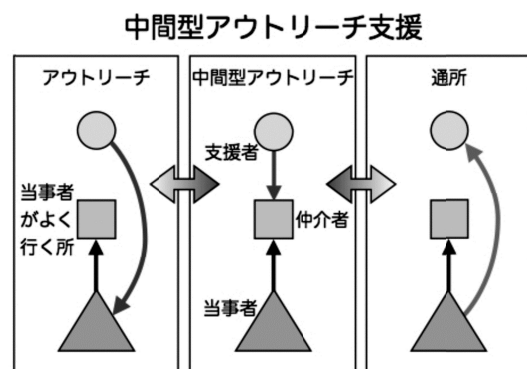 中間型アウトリーチ支援
アウトリーチ
当事者
がよく
行く所
中間型アウトリーチ
支援者
仲介者
当事者
通所